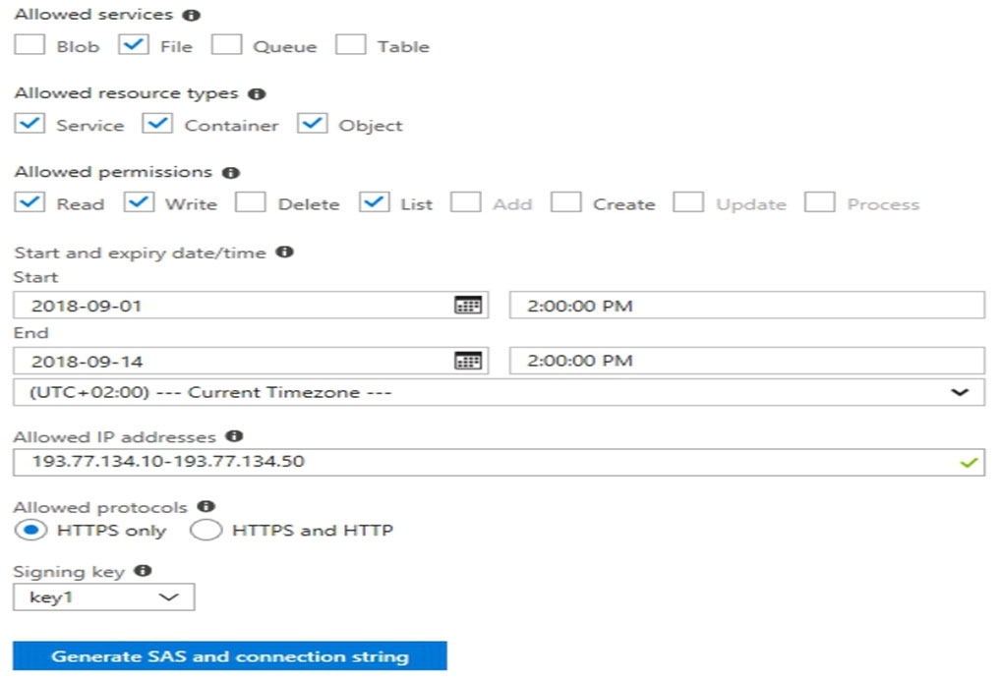 Allowed services
Blob File Queue Table
Allowed resource types
Service Container Object
Allowed permissions
Read Write Delete List Add Create Update Process
Start and expiry date/time
Start
2018-09-01 2:00:00 PM
End
2018-09-14 2:00:00 PM
(UTC+02:00) --- Current Timezone ---
Allowed IP addresses
193.77.134.10-193.77.134.50
Allowed protocols
HTTPS only HTTPS and HTTP
Signing key
key1
Generate SAS and connection string